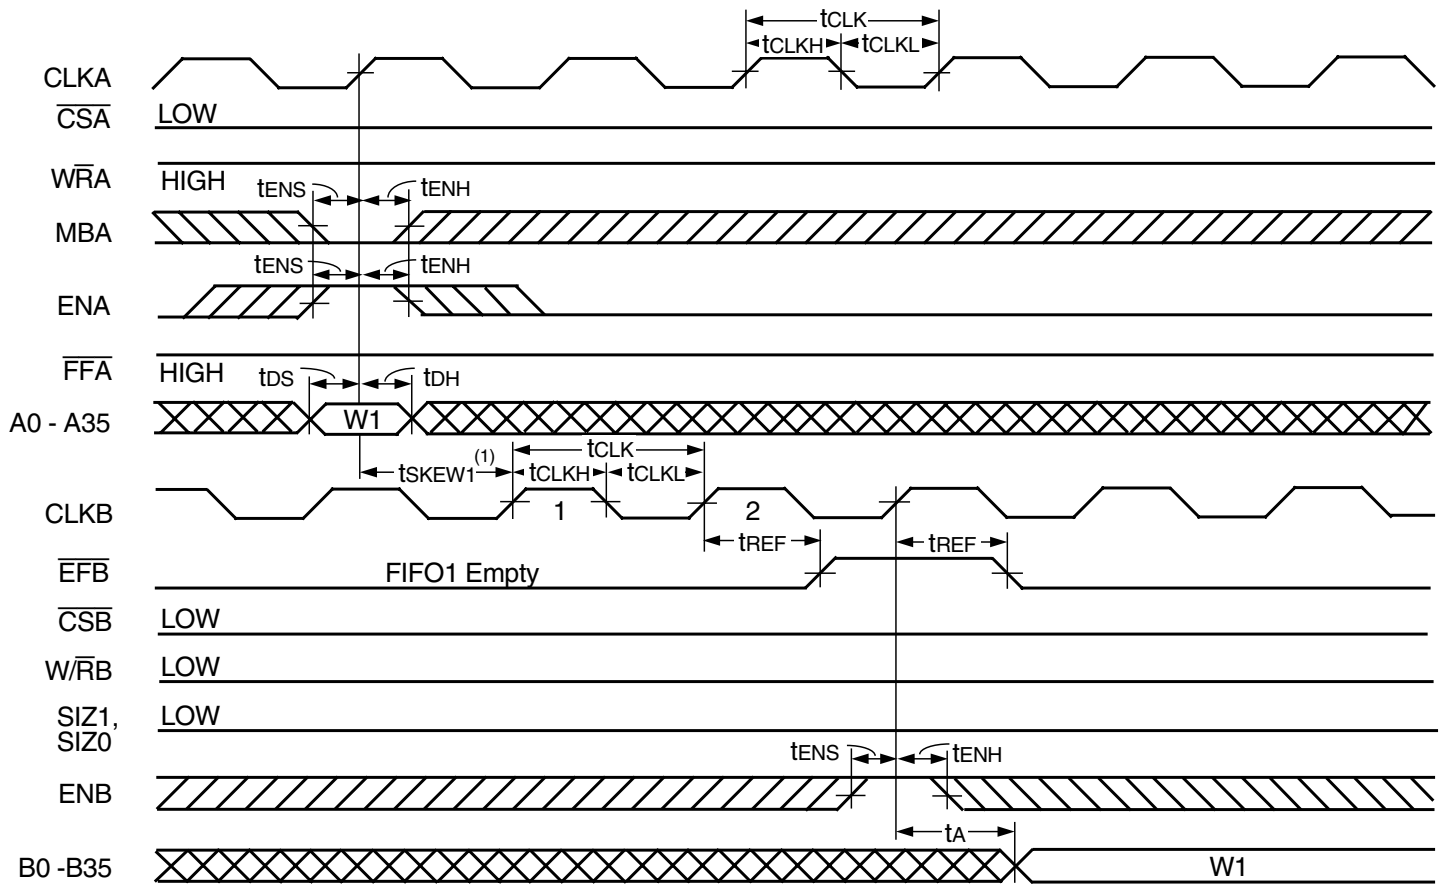 tCLK
tCLKH tCLKL
CLKA
CSA LOW
WRA HIGH
tENS tENH
MBA
tENS tENH
ENA
FFA HIGH
tDS tDH
A0 - A35 W1
tCLK
tSKEW1(1) tCLKH tCLKL
CLKB 1 2
tREF tREF
EFB FIFO1 Empty
CSB LOW
W/RB LOW
SIZ1, LOW
SIZ0
tENS tENH
ENB
tA
B0 -B35 W1